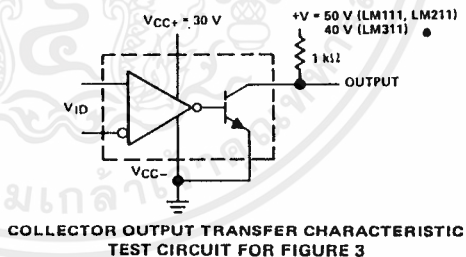 VCC+ = 30 V
+V = 50 V (LM111, LM211)
40 V (LM311)
1 kΩ
OUTPUT
VID
VCC-
COLLECTOR OUTPUT TRANSFER CHARACTERISTIC
TEST CIRCUIT FOR FIGURE 3